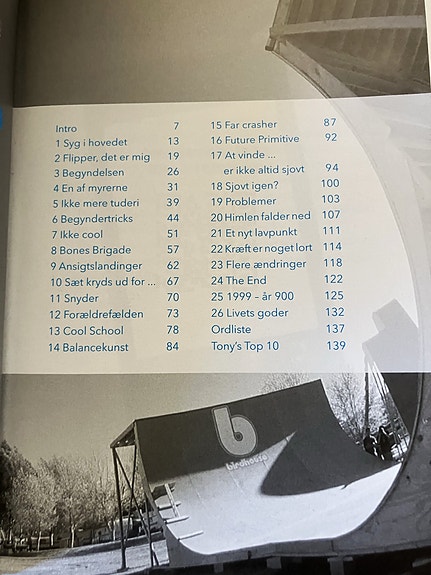 Intro 7
1 Syg i hovedet 13
2 Flipper, det er mig 19
3 Begyndelsen 26
4 En af myrerne 31
5 Ikke mere tuderi 39
6 Begyndertricks 44
7 Ikke cool 51
8 Bones Brigade 57
9 Ansigtslandinger 62
10 Sæt kryds ud for ... 67
11 Snyder 70
12 Forældrefælden 73
13 Cool School 78
14 Balancekunst 84
15 Far crasher 87
16 Future Primitive 92
17 At vinde ...
er ikke altid sjovt 94
18 Sjovt igen? 100
19 Problemer 103
20 Himlen falder ned 107
21 Et nyt lavpunkt 111
22 Kræft er noget lort 114
23 Flere ændringer 118
24 The End 122
25 1999 – år 900 125
26 Livets goder 132
Ordliste 137
Tony's Top 10 139
b
birdhouse